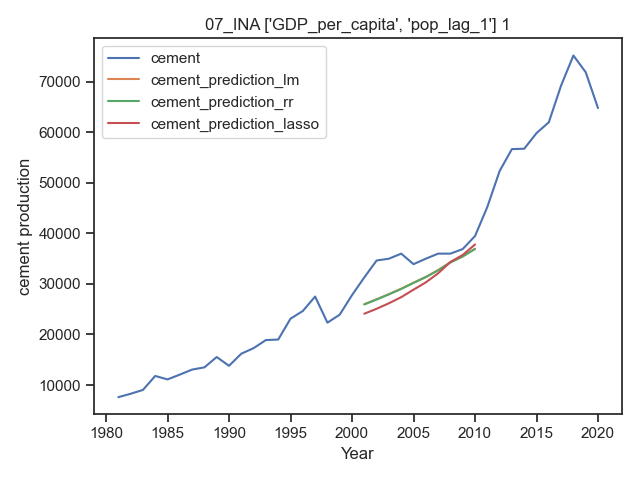 07_INA ['GDP_per_capita', 'pop_lag_1'] 1
cement
cement_prediction_lm
cement_prediction_rr
cement_prediction_lasso
cement production
70000
60000
50000
40000
30000
20000
10000
1980 1985 1990 1995 2000 2005 2010 2015 2020
Year